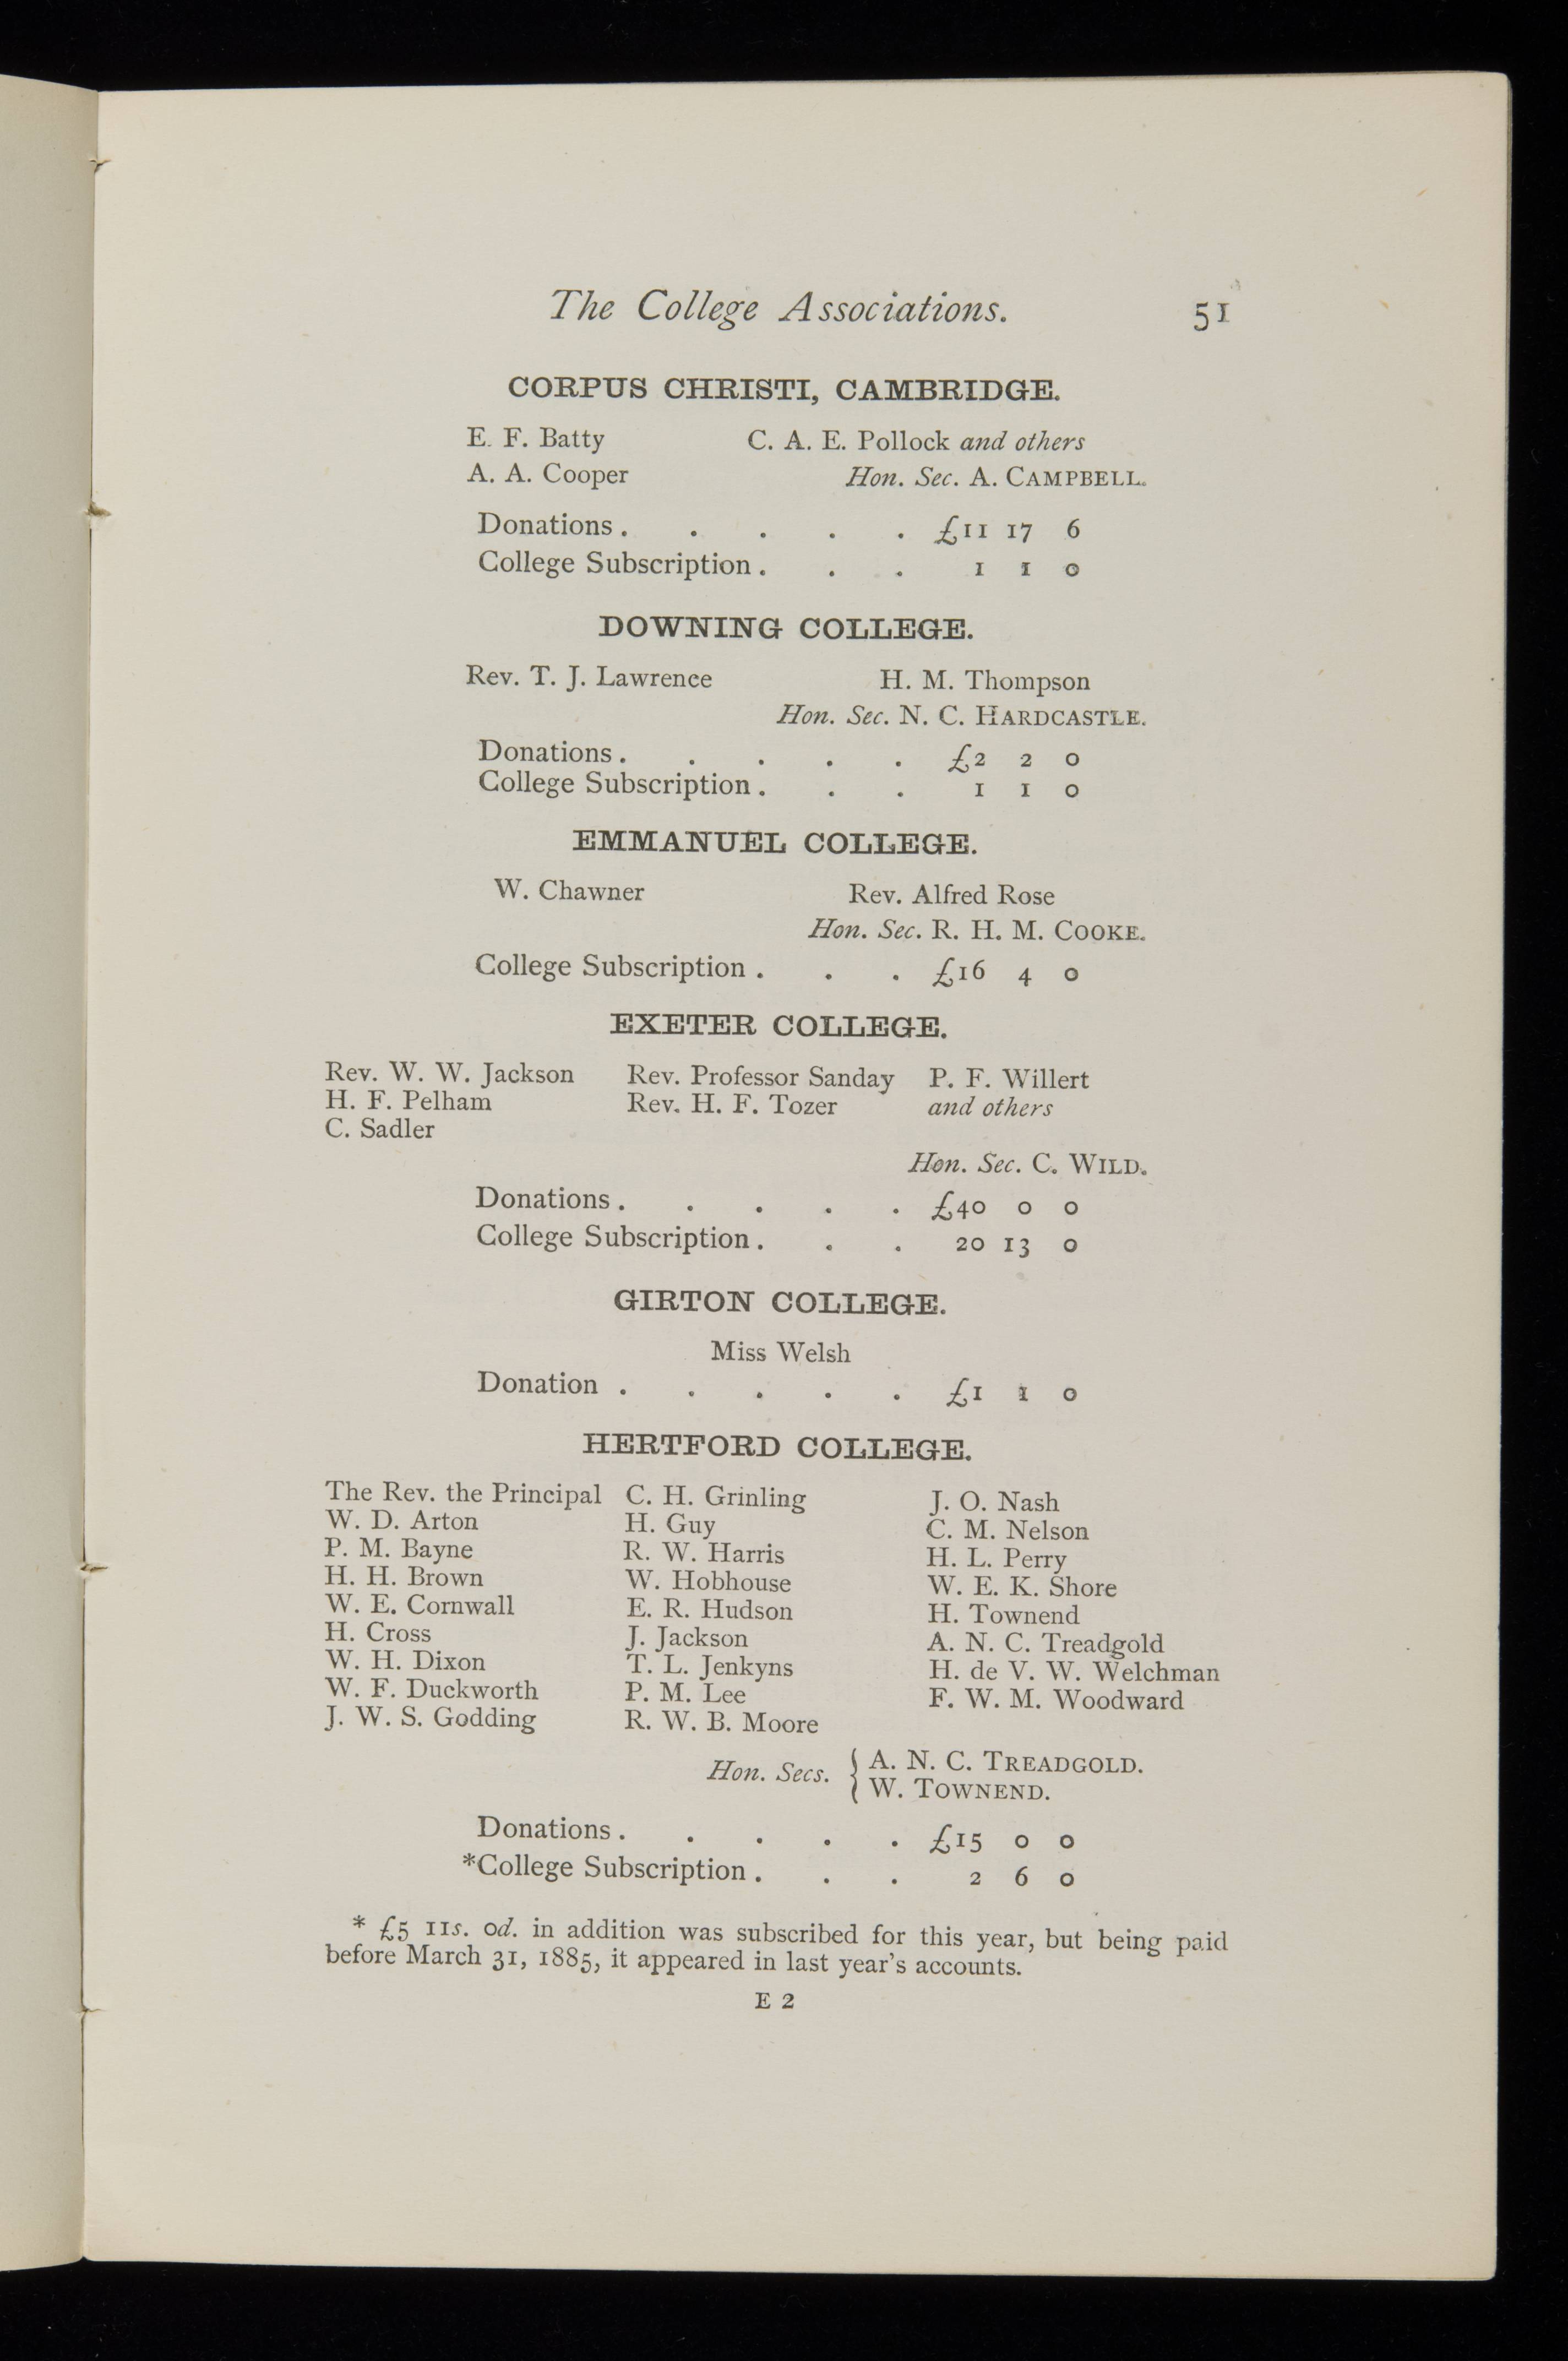 The College Associations. 51
CORPUS CHRISTI, CAMBRIDGE.
E. F. Batty C. A. E. Pollock and others
A. A. Cooper Hon. Sec. A. CAMPBELL.
Donations . . . . . £11 17 6
College Subscription . . . 1 1 0
DOWNING COLLEGE.
Rev. T. J. Lawrence H. M. Thompson
Hon. Sec. N. C. HARDCASTLE.
Donations . . . . . £2 2 0
College Subscription . . . 1 1 0
EMMANUEL COLLEGE.
W. Chawner Rev. Alfred Rose
Hon. Sec. R. H. M. COOKE.
College Subscription . . . £16 4 0
EXETER COLLEGE.
Rev. W. W. Jackson Rev. Professor Sanday P. F. Willert
H. F. Pelham Rev. H. F. Tozer and others
C. Sadler
Hon. Sec. C. WILD.
Donations . . . . . £40 0 0
College Subscription . . . 20 13 0
GIRTON COLLEGE.
Miss Welsh
Donation . . . . . £1 1 0
HERTFORD COLLEGE.
The Rev. the Principal C. H. Grinling J. O. Nash
W. D. Arton H. Guy C. M. Nelson
P. M. Bayne R. W. Harris H. L. Perry
H. H. Brown W. Hobhouse W. E. K. Shore
W. E. Cornwall E. R. Hudson H. Townend
H. Cross J. Jackson A. N. C. Treadgold
W. H. Dixon T. L. Jenkyns H. de V. W. Welchman
W. F. Duckworth P. M. Lee F. W. M. Woodward
J. W. S. Godding R. W. B. Moore
Hon. Secs. { A. N. C. TREADGOLD.
W. TOWNEND.
Donations . . . . . £15 0 0
*College Subscription . . . 2 6 0
* £5 11s. 0d. in addition was subscribed for this year, but being paid
before March 31, 1885, it appeared in last year's accounts.
E 2